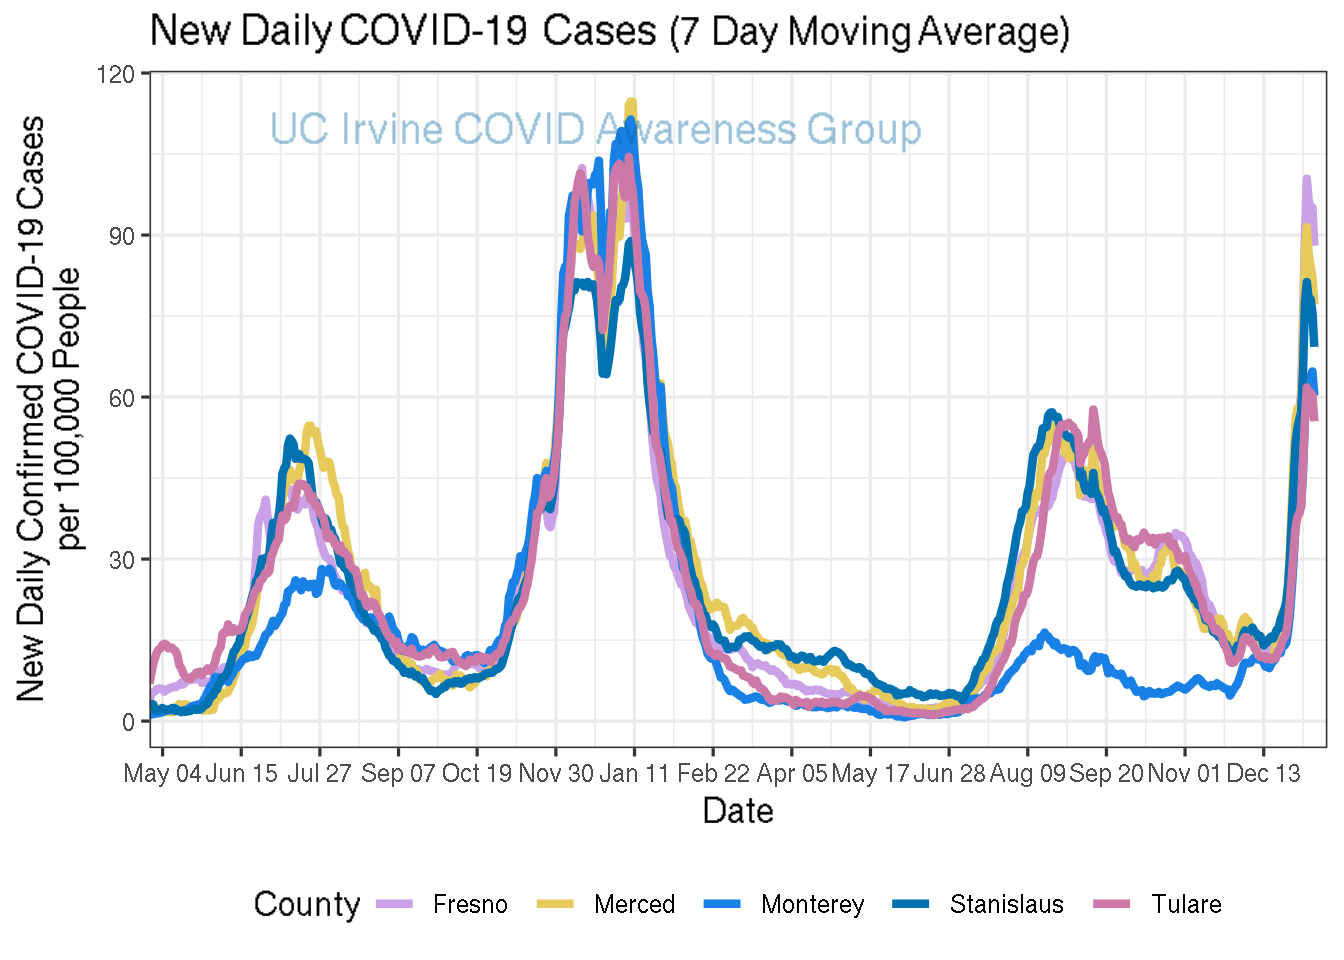 New Daily COVID-19 Cases (7 Day Moving Average)
UC Irvine COVID Awareness Group
New Daily Confirmed COVID-19 Cases
per 100,000 People
120
90
60
30
0
May 04 Jun 15 Jul 27 Sep 07 Oct 19 Nov 30 Jan 11 Feb 22 Apr 05 May 17 Jun 28 Aug 09 Sep 20 Nov 01 Dec 13
Date
County Fresno Merced Monterey Stanislaus Tulare